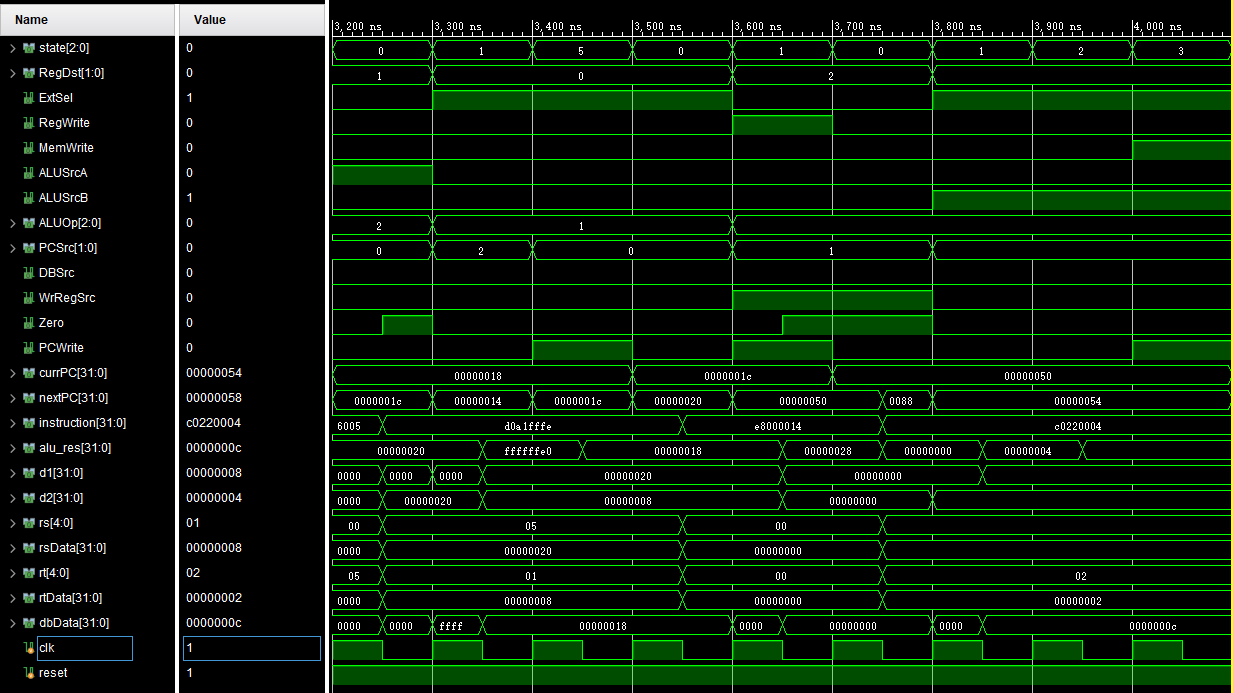 Name Value 3,200 ns 3,300 ns 3,400 ns 3,500 ns 3,600 ns 3,700 ns 3,800 ns 3,900 ns 4,000 ns
state[2:0] 0 0 1 5 0 1 0 1 2 3
RegDst[1:0] 0 1 0 2
ExtSel 1
RegWrite 0
MemWrite 0
ALUSrcA 0
ALUSrcB 1
ALUOp[2:0] 0 2 1
PCSrc[1:0] 0 0 2 0 1
DBSrc 0
WrRegSrc 0
Zero 0
PCWrite 0
currPC[31:0] 00000054 00000018 0000001c 00000050
nextPC[31:0] 00000058 0000001c 00000014 0000001c 00000020 00000050 0088 00000054
instruction[31:0] c0220004 6005 d0a1fffe e8000014 c0220004
alu_res[31:0] 0000000c 00000020 ffffffe0 00000018 00000028 00000000 00000004
d1[31:0] 00000008 0000 0000 0000 00000020 00000000
d2[31:0] 00000004 0000 00000020 00000008 00000000
rs[4:0] 01 00 05 00
rsData[31:0] 00000008 0000 00000020 00000000
rt[4:0] 02 05 01 00 02
rtData[31:0] 00000002 0000 00000008 00000000 00000002
dbData[31:0] 0000000c 0000 0000 ffff 00000018 0000 00000000 0000 0000000c
clk 1
reset 1